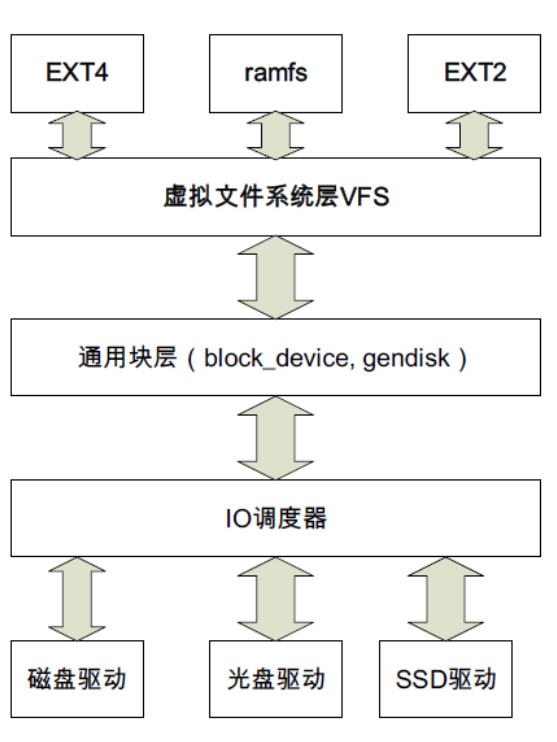 EXT4
ramfs
EXT2
虚拟文件系统层VFS
通用块层（block_device, gendisk）
IO调度器
磁盘驱动
光盘驱动
SSD驱动